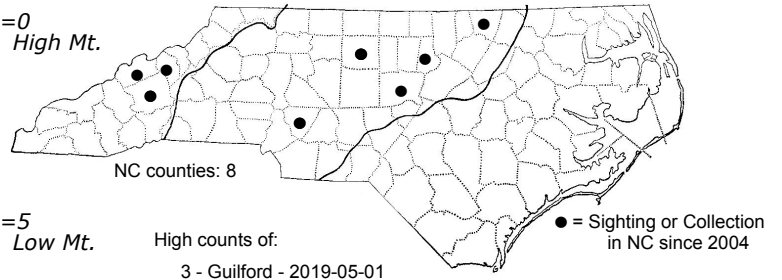 =0
High Mt.
NC counties: 8
=5
Low Mt.
High counts of:
3 - Guilford - 2019-05-01
● = Sighting or Collection
in NC since 2004